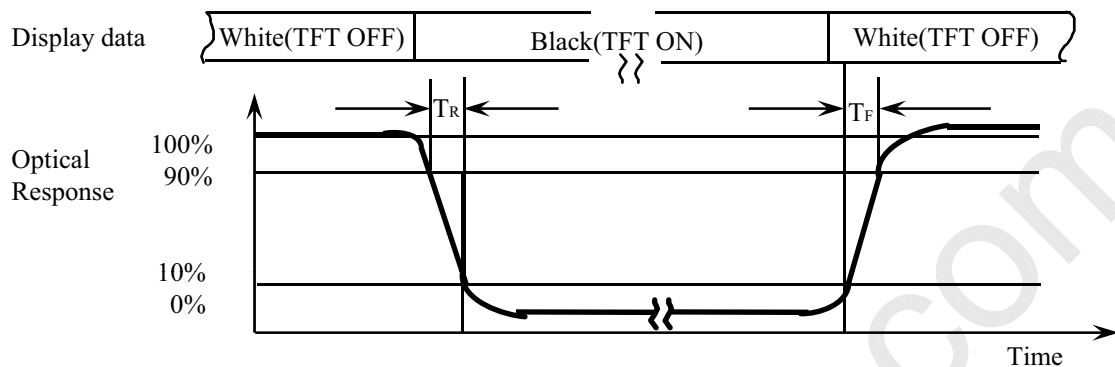 Display data
White(TFT OFF)
Black(TFT ON)
White(TFT OFF)
TR
TF
Optical
Response
100%
90%
10%
0%
Time
com